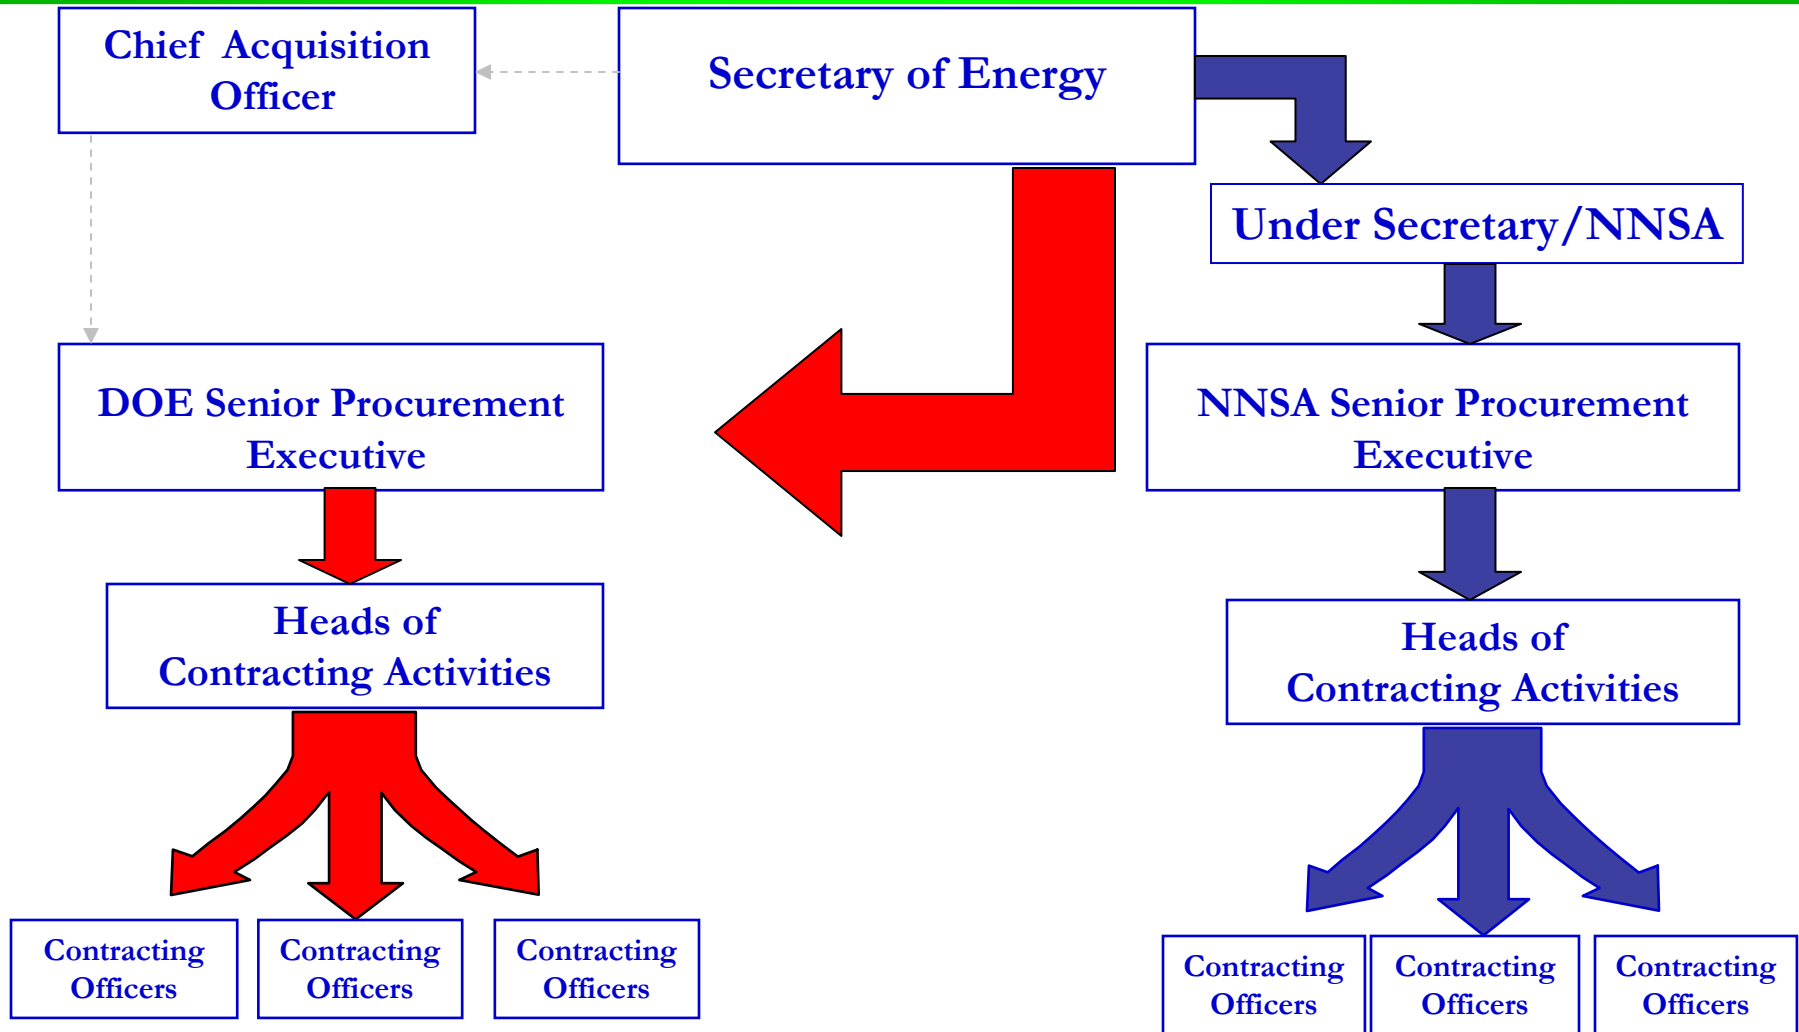 Chief Acquisition
Officer
Secretary of Energy
Under Secretary/NNSA
DOE Senior Procurement
Executive
NNSA Senior Procurement
Executive
Heads of
Contracting Activities
Heads of
Contracting Activities
Contracting
Officers
Contracting
Officers
Contracting
Officers
Contracting
Officers
Contracting
Officers
Contracting
Officers